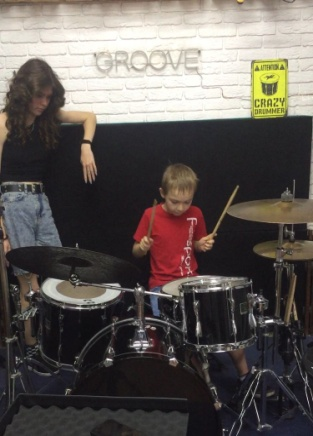 GROOVE
ATTENTION
CRAZY
DRUMMER